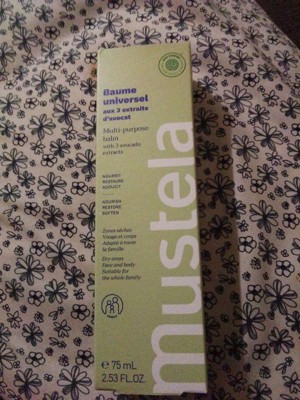 Baume
universel
aux 3 extraits
d'avocat
Multi-purpose
balm
with 3 avocado
extracts
NOURRIT
RESTAURE
ADOUCIT
NOURISH
RESTORE
SOFTEN
Zones sèches
Visage et corps
Adapté à toute
la famille
Dry areas
Face and body
Suitable for
the whole family
mustela
℮ 75 mL
2.53 FL.OZ.